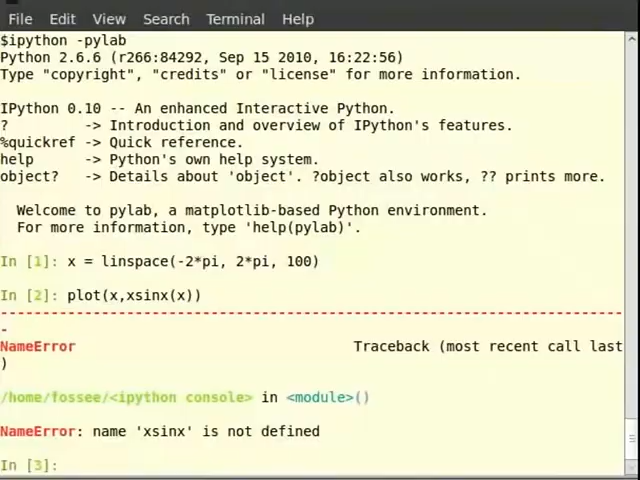 File Edit View Search Terminal Help
$ipython -pylab
Python 2.6.6 (r266:84292, Sep 15 2010, 16:22:56)
Type "copyright", "credits" or "license" for more information.
IPython 0.10 -- An enhanced Interactive Python.
? -> Introduction and overview of IPython's features.
%quickref -> Quick reference.
help -> Python's own help system.
object? -> Details about 'object'. ?object also works, ?? prints more.
Welcome to pylab, a matplotlib-based Python environment.
For more information, type 'help(pylab)'.
In [1]: x = linspace(-2*pi, 2*pi, 100)
In [2]: plot(x,xsinx(x))
---------------------------------------------------------------------------
-
NameError Traceback (most recent call last
)
/home/fossee/<ipython console> in <module>()
NameError: name 'xsinx' is not defined
In [3]: